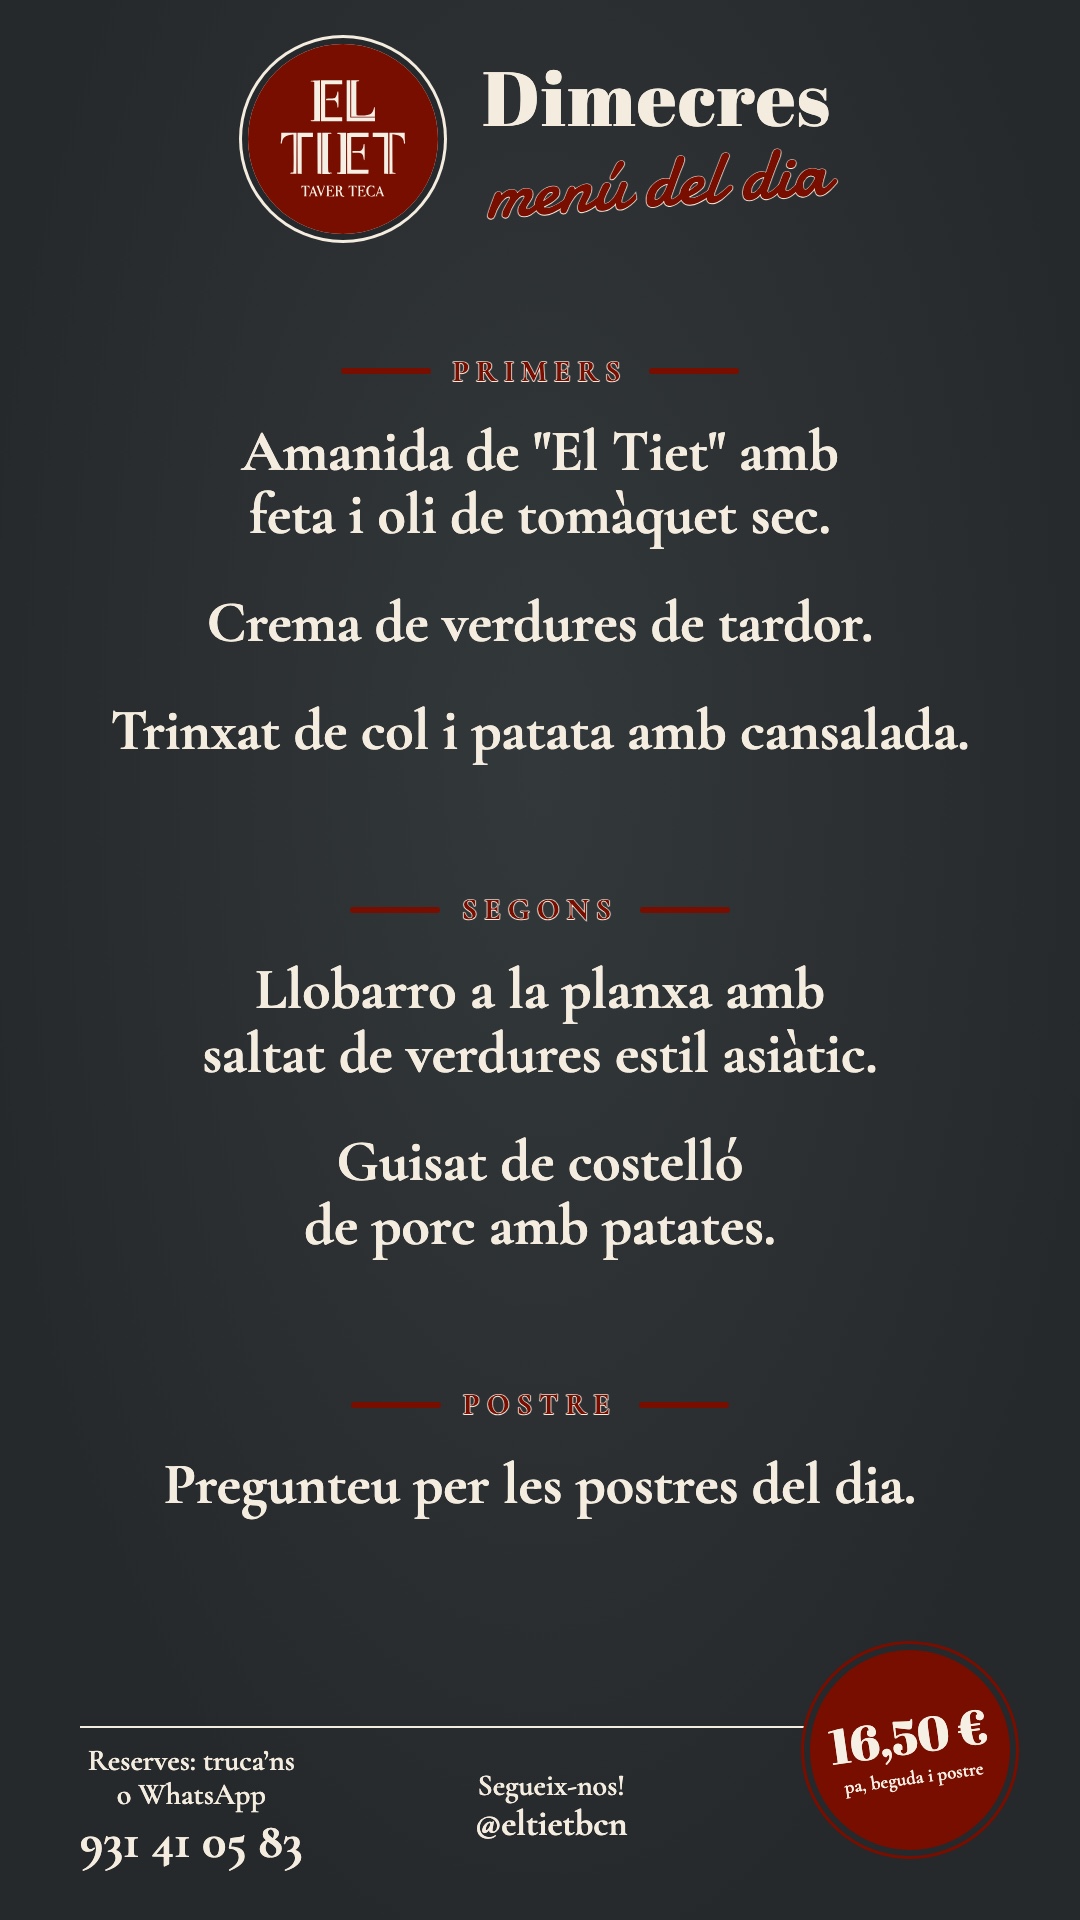 EL
TIET
TAVER TECA
Dimecres
menú del dia
PRIMERS
Amanida de "El Tiet" amb
feta i oli de tomàquet sec.
Crema de verdures de tardor.
Trinxat de col i patata amb cansalada.
SEGONS
Llobarro a la planxa amb
saltat de verdures estil asiàtic.
Guisat de costelló
de porc amb patates.
POSTRE
Pregunteu per les postres del dia.
16,50 €
pa, beguda i postre
Reserves: truca’ns
o WhatsApp
931 41 05 83
Segueix-nos!
@eltietbcn